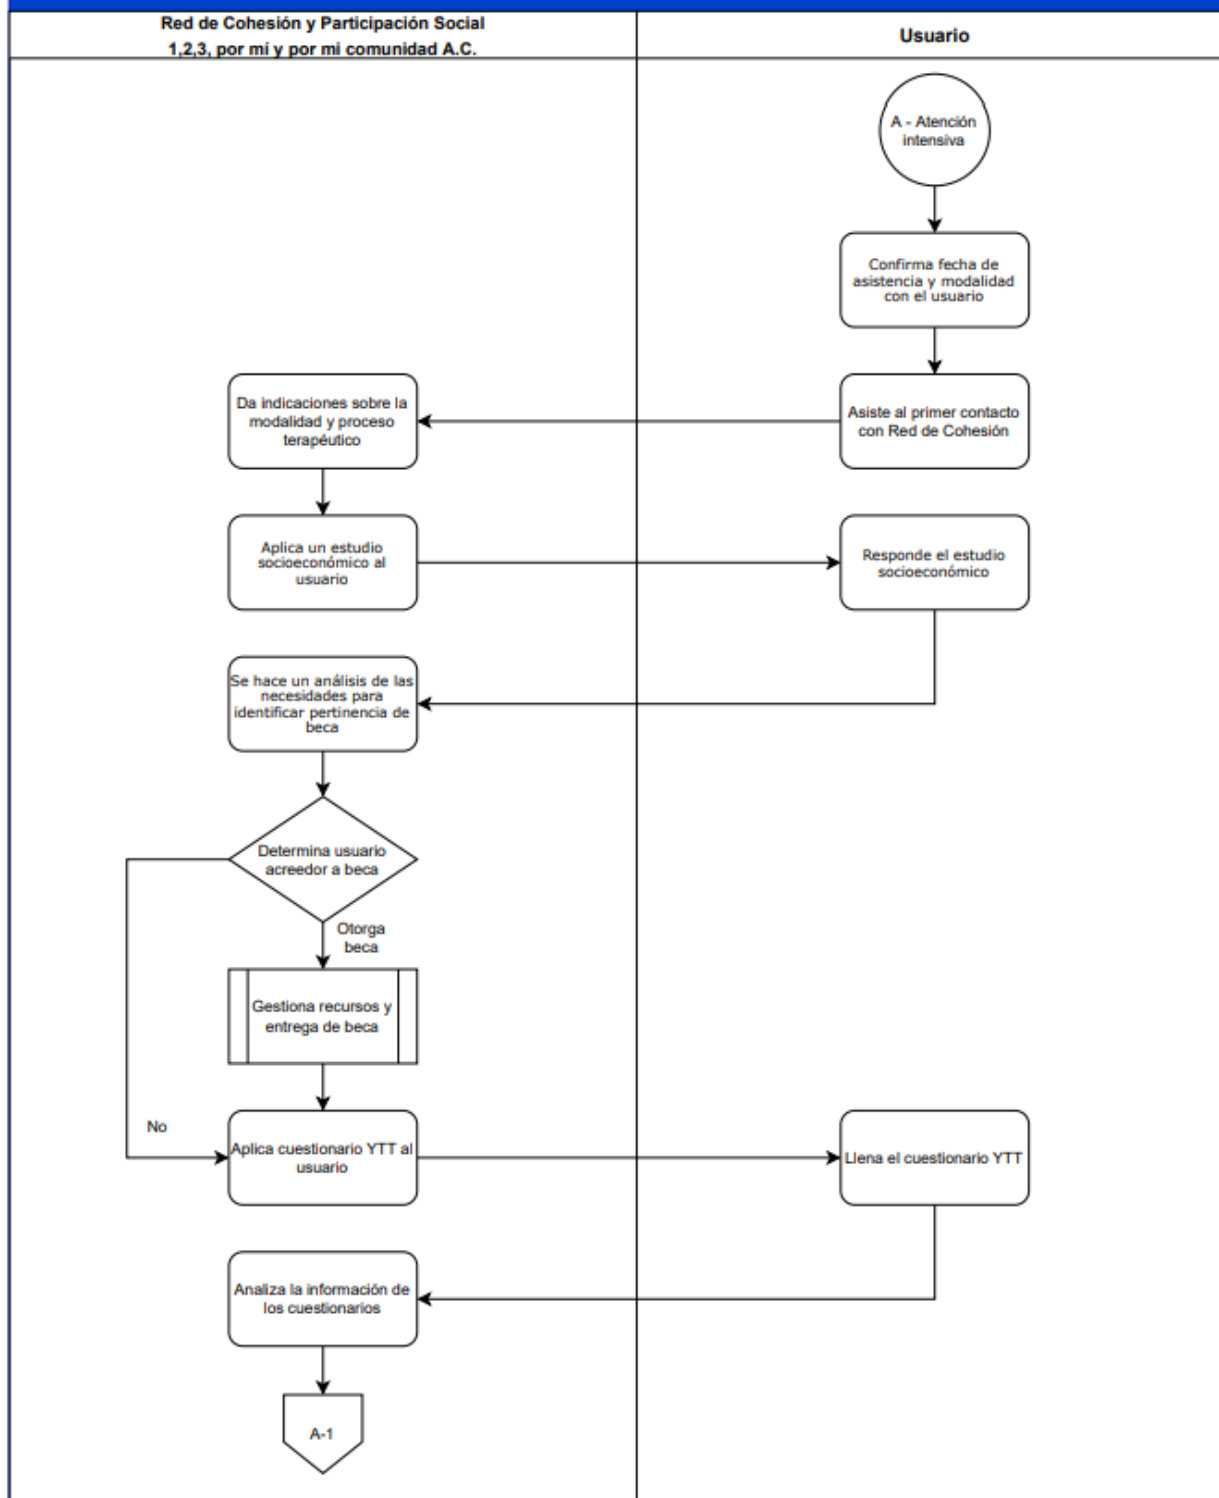 Red de Cohesión y Participación Social
1,2,3, por mí y por mi comunidad A.C.
Usuario
A - Atención
intensiva
Confirma fecha de
asistencia y modalidad
con el usuario
Da indicaciones sobre la
modalidad y proceso
terapéutico
Asiste al primer contacto
con Red de Cohesión
Aplica un estudio
socioeconómico al
usuario
Responde el estudio
socioeconómico
Se hace un análisis de las
necesidades para
identificar pertinencia de
beca
Determina usuario
acreedor a beca
Otorga
beca
Gestiona recursos y
entrega de beca
No
Aplica cuestionario YTT al
usuario
Llena el cuestionario YTT
Analiza la información de
los cuestionarios
A-1